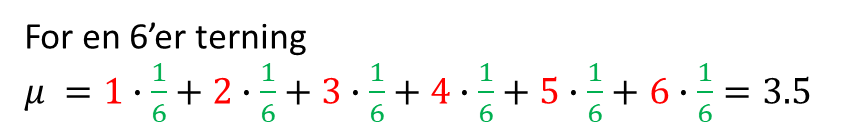 For en 6’er terning
μ = 1 · 1/6 + 2 · 1/6 + 3 · 1/6 + 4 · 1/6 + 5 · 1/6 + 6 · 1/6 = 3.5